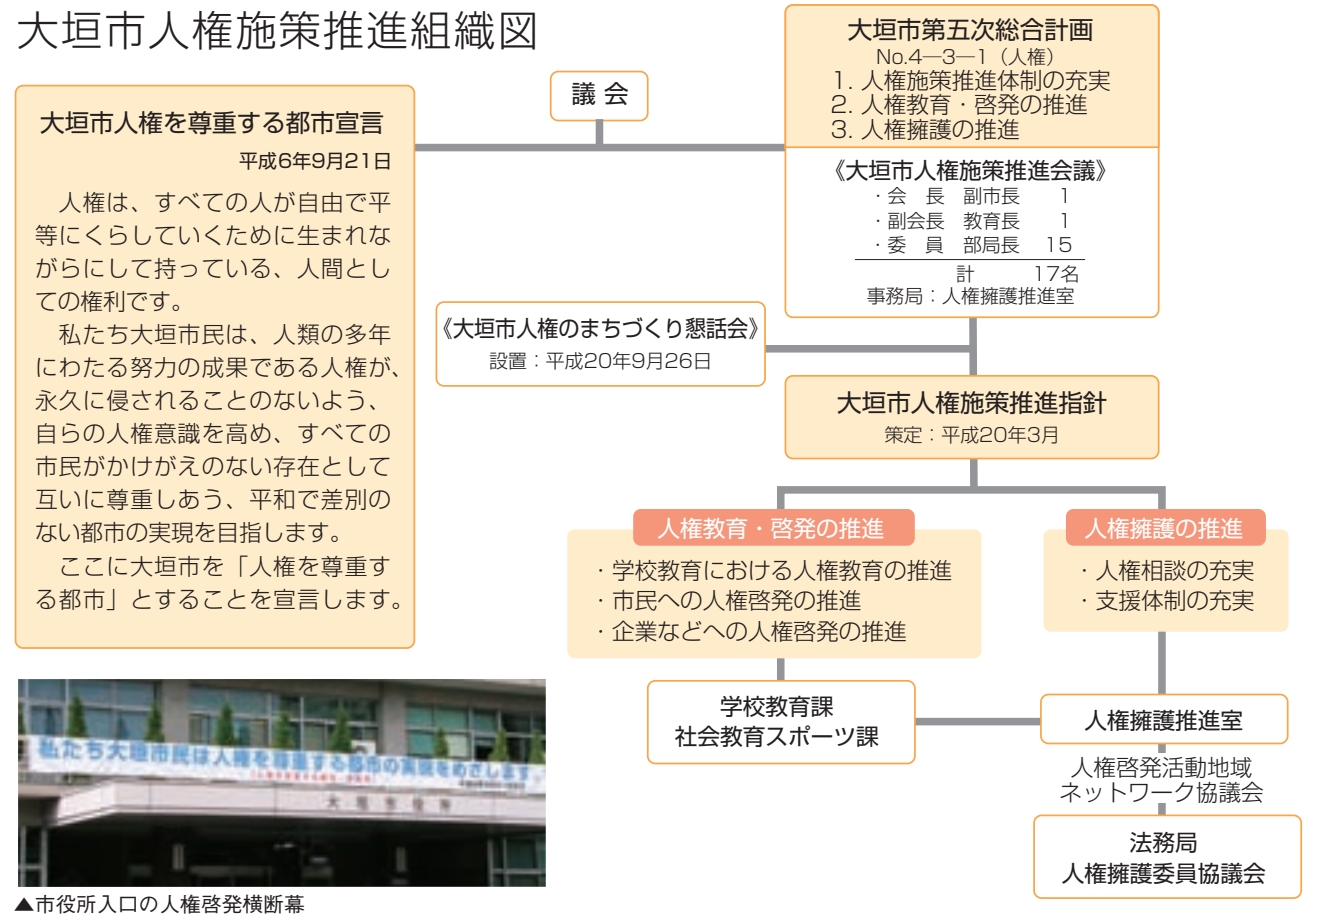 大垣市人権施策推進組織図
大垣市人権を尊重する都市宣言
平成6年9月21日
人権は、すべての人が自由で平
等にくらしていくために生まれな
がらにして持っている、人間とし
ての権利です。
私たち大垣市民は、人類の多年
にわたる努力の成果である人権が、
永久に侵されることのないよう、
自らの人権意識を高め、すべての
市民がかけがえのない存在として
互いに尊重しあう、平和で差別の
ない都市の実現を目指します。
ここに大垣市を「人権を尊重す
る都市」とすることを宣言します。
議 会
大垣市第五次総合計画
No.4―3―1（人権）
1. 人権施策推進体制の充実
2. 人権教育・啓発の推進
3. 人権擁護の推進
《大垣市人権施策推進会議》
・会　長　副市長　1
・副会長　教育長　1
・委　員　部局長　15
計　17名
事務局：人権擁護推進室
《大垣市人権のまちづくり懇話会》
設置：平成20年9月26日
大垣市人権施策推進指針
策定：平成20年3月
人権教育・啓発の推進
・学校教育における人権教育の推進
・市民への人権啓発の推進
・企業などへの人権啓発の推進
人権擁護の推進
・人権相談の充実
・支援体制の充実
学校教育課
社会教育スポーツ課
人権擁護推進室
人権啓発活動地域
ネットワーク協議会
法務局
人権擁護委員協議会
私たち大垣市民は人権を尊重する都市の実現をめざします
大垣市役所
▲市役所入口の人権啓発横断幕